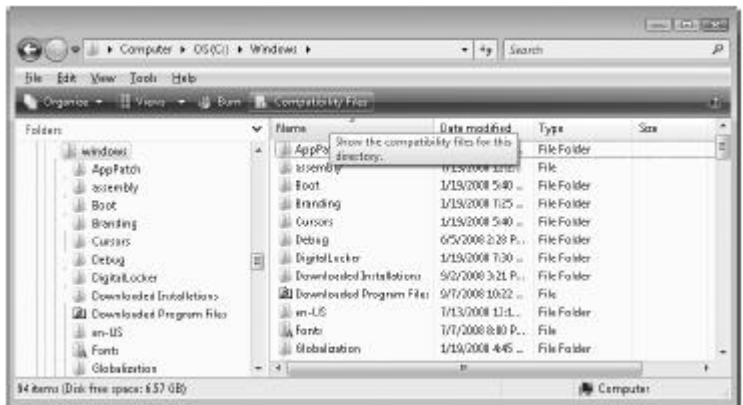 Computer ▸ OS (C:) ▸ Windows ▸ Search
File Edit View Tools Help
Organize Views Burn Compatibility Files
Folders Name Date modified Type Size
Show the compatibility files for this directory.
windows
AppPatch
assembly
Boot
Branding
Cursors
Debug
DigitalLocker
Downloaded Installations
Downloaded Program Files
en-US
Fonts
Globalization
File Folder
assembly File
Boot 1/19/2008 5:40 ... File Folder
Branding 1/19/2008 7:25 ... File Folder
Cursors 1/19/2008 5:40 ... File Folder
Debug 6/5/2008 2:28 P... File Folder
DigitalLocker 1/19/2008 7:30 ... File Folder
Downloaded Installations 9/2/2008 3:21 P... File Folder
Downloaded Program Files 9/7/2008 10:22 ... File
en-US 7/13/2008 File Folder
Fonts 7/7/2008 8:00 P... File
Globalization 1/19/2008 4:45 ... File Folder
94 items (Disk free space: 6.57 GB) Computer